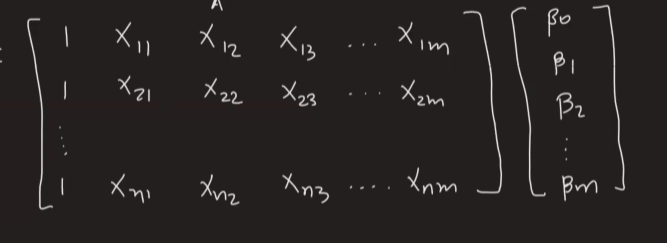 : [ 1 X₁₁ X₁₂ X₁₃ ... X₁ₘ ] [ β₀ ]
β₁
1 X₂₁ X₂₂ X₂₃ ... X₂ₘ
β₂
⋮ ⋮
1 Xₙ₁ Xₙ₂ Xₙ₃ .... Xₙₘ βₘ